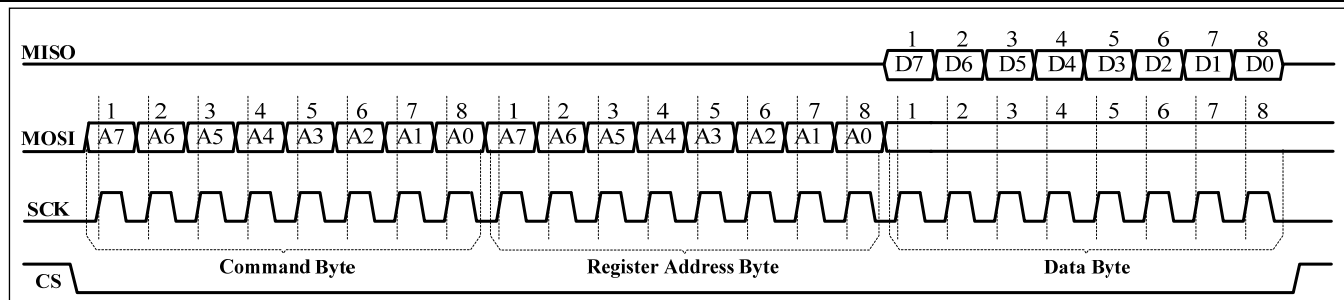 1 2 3 4 5 6 7 8
MISO D7 D6 D5 D4 D3 D2 D1 D0
1 2 3 4 5 6 7 8 1 2 3 4 5 6 7 8 1 2 3 4 5 6 7 8
MOSI A7 A6 A5 A4 A3 A2 A1 A0 A7 A6 A5 A4 A3 A2 A1 A0
SCK
Command Byte Register Address Byte Data Byte
CS